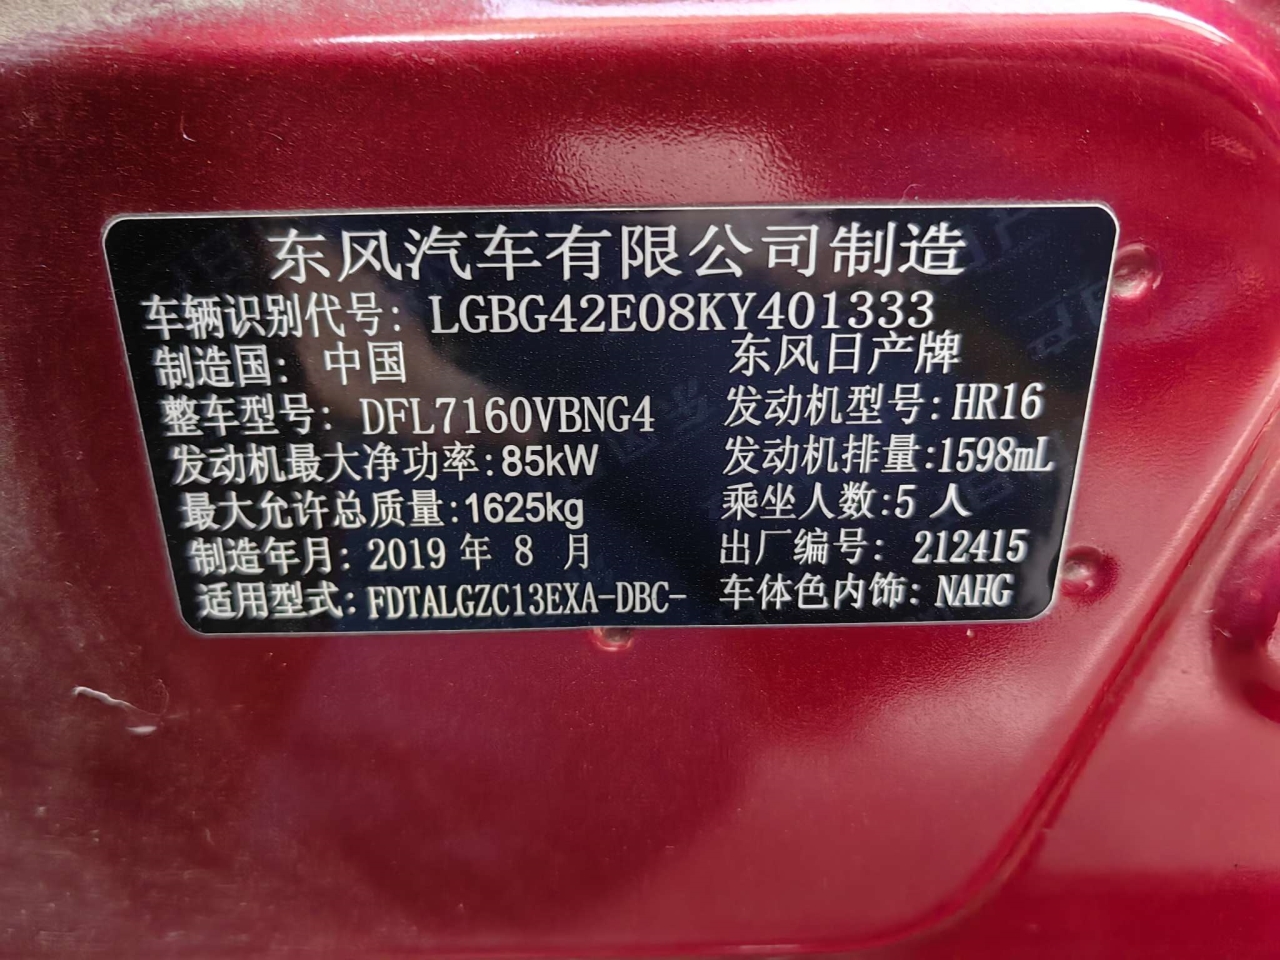 东风汽车有限公司制造
车辆识别代号: LGBG42E08KY401333
制造国: 中国 东风日产牌
整车型号: DFL7160VBNG4 发动机型号:HR16
发动机最大净功率:85kW 发动机排量:1598mL
最大允许总质量:1625kg 乘坐人数:5 人
制造年月: 2019 年 8 月 出厂编号: 212415
适用型式: FDTALGZC13EXA-DBC- 车体色内饰: NAHG